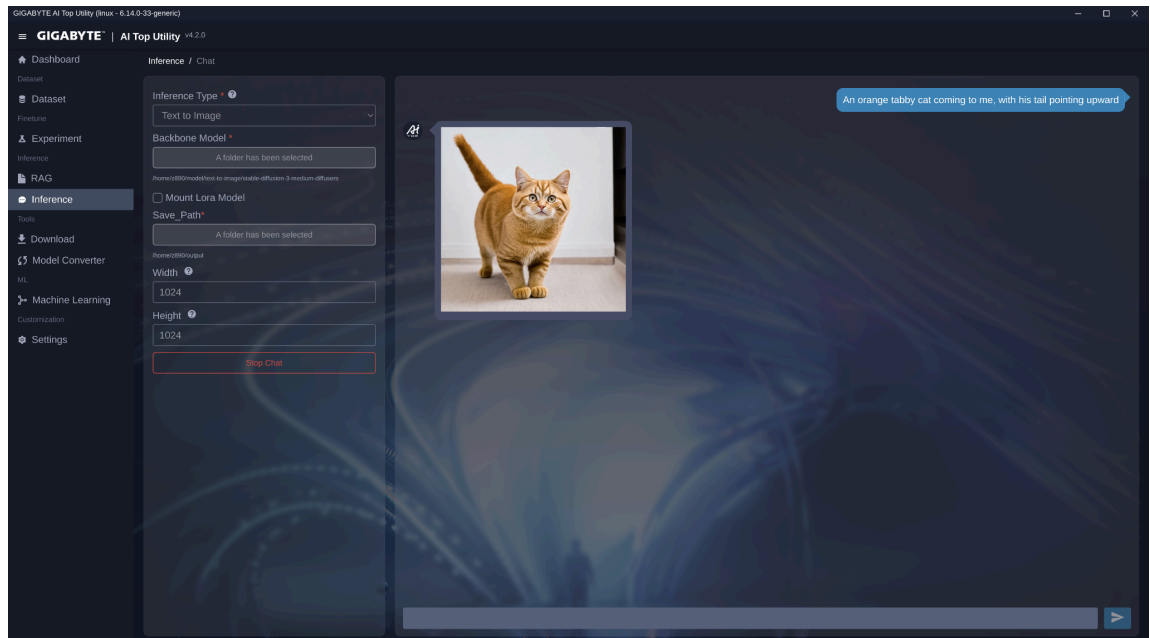 GIGABYTE AI Top Utility (linux - 6.14.0-33-generic)
GIGABYTE™ | AI Top Utility v4.2.0
Dashboard
Dataset
Dataset
Finetune
Experiment
Inference
RAG
Inference
Tools
Download
Model Converter
ML
Machine Learning
Customization
Settings
Inference / Chat
Inference Type *
Text to Image
Backbone Model *
A folder has been selected
/home/z890/model/text-to-image/stable-diffusion-3-medium-diffusers
Mount Lora Model
Save_Path*
A folder has been selected
/home/z890/output
Width
1024
Height
1024
Stop Chat
An orange tabby cat coming to me, with his tail pointing upward